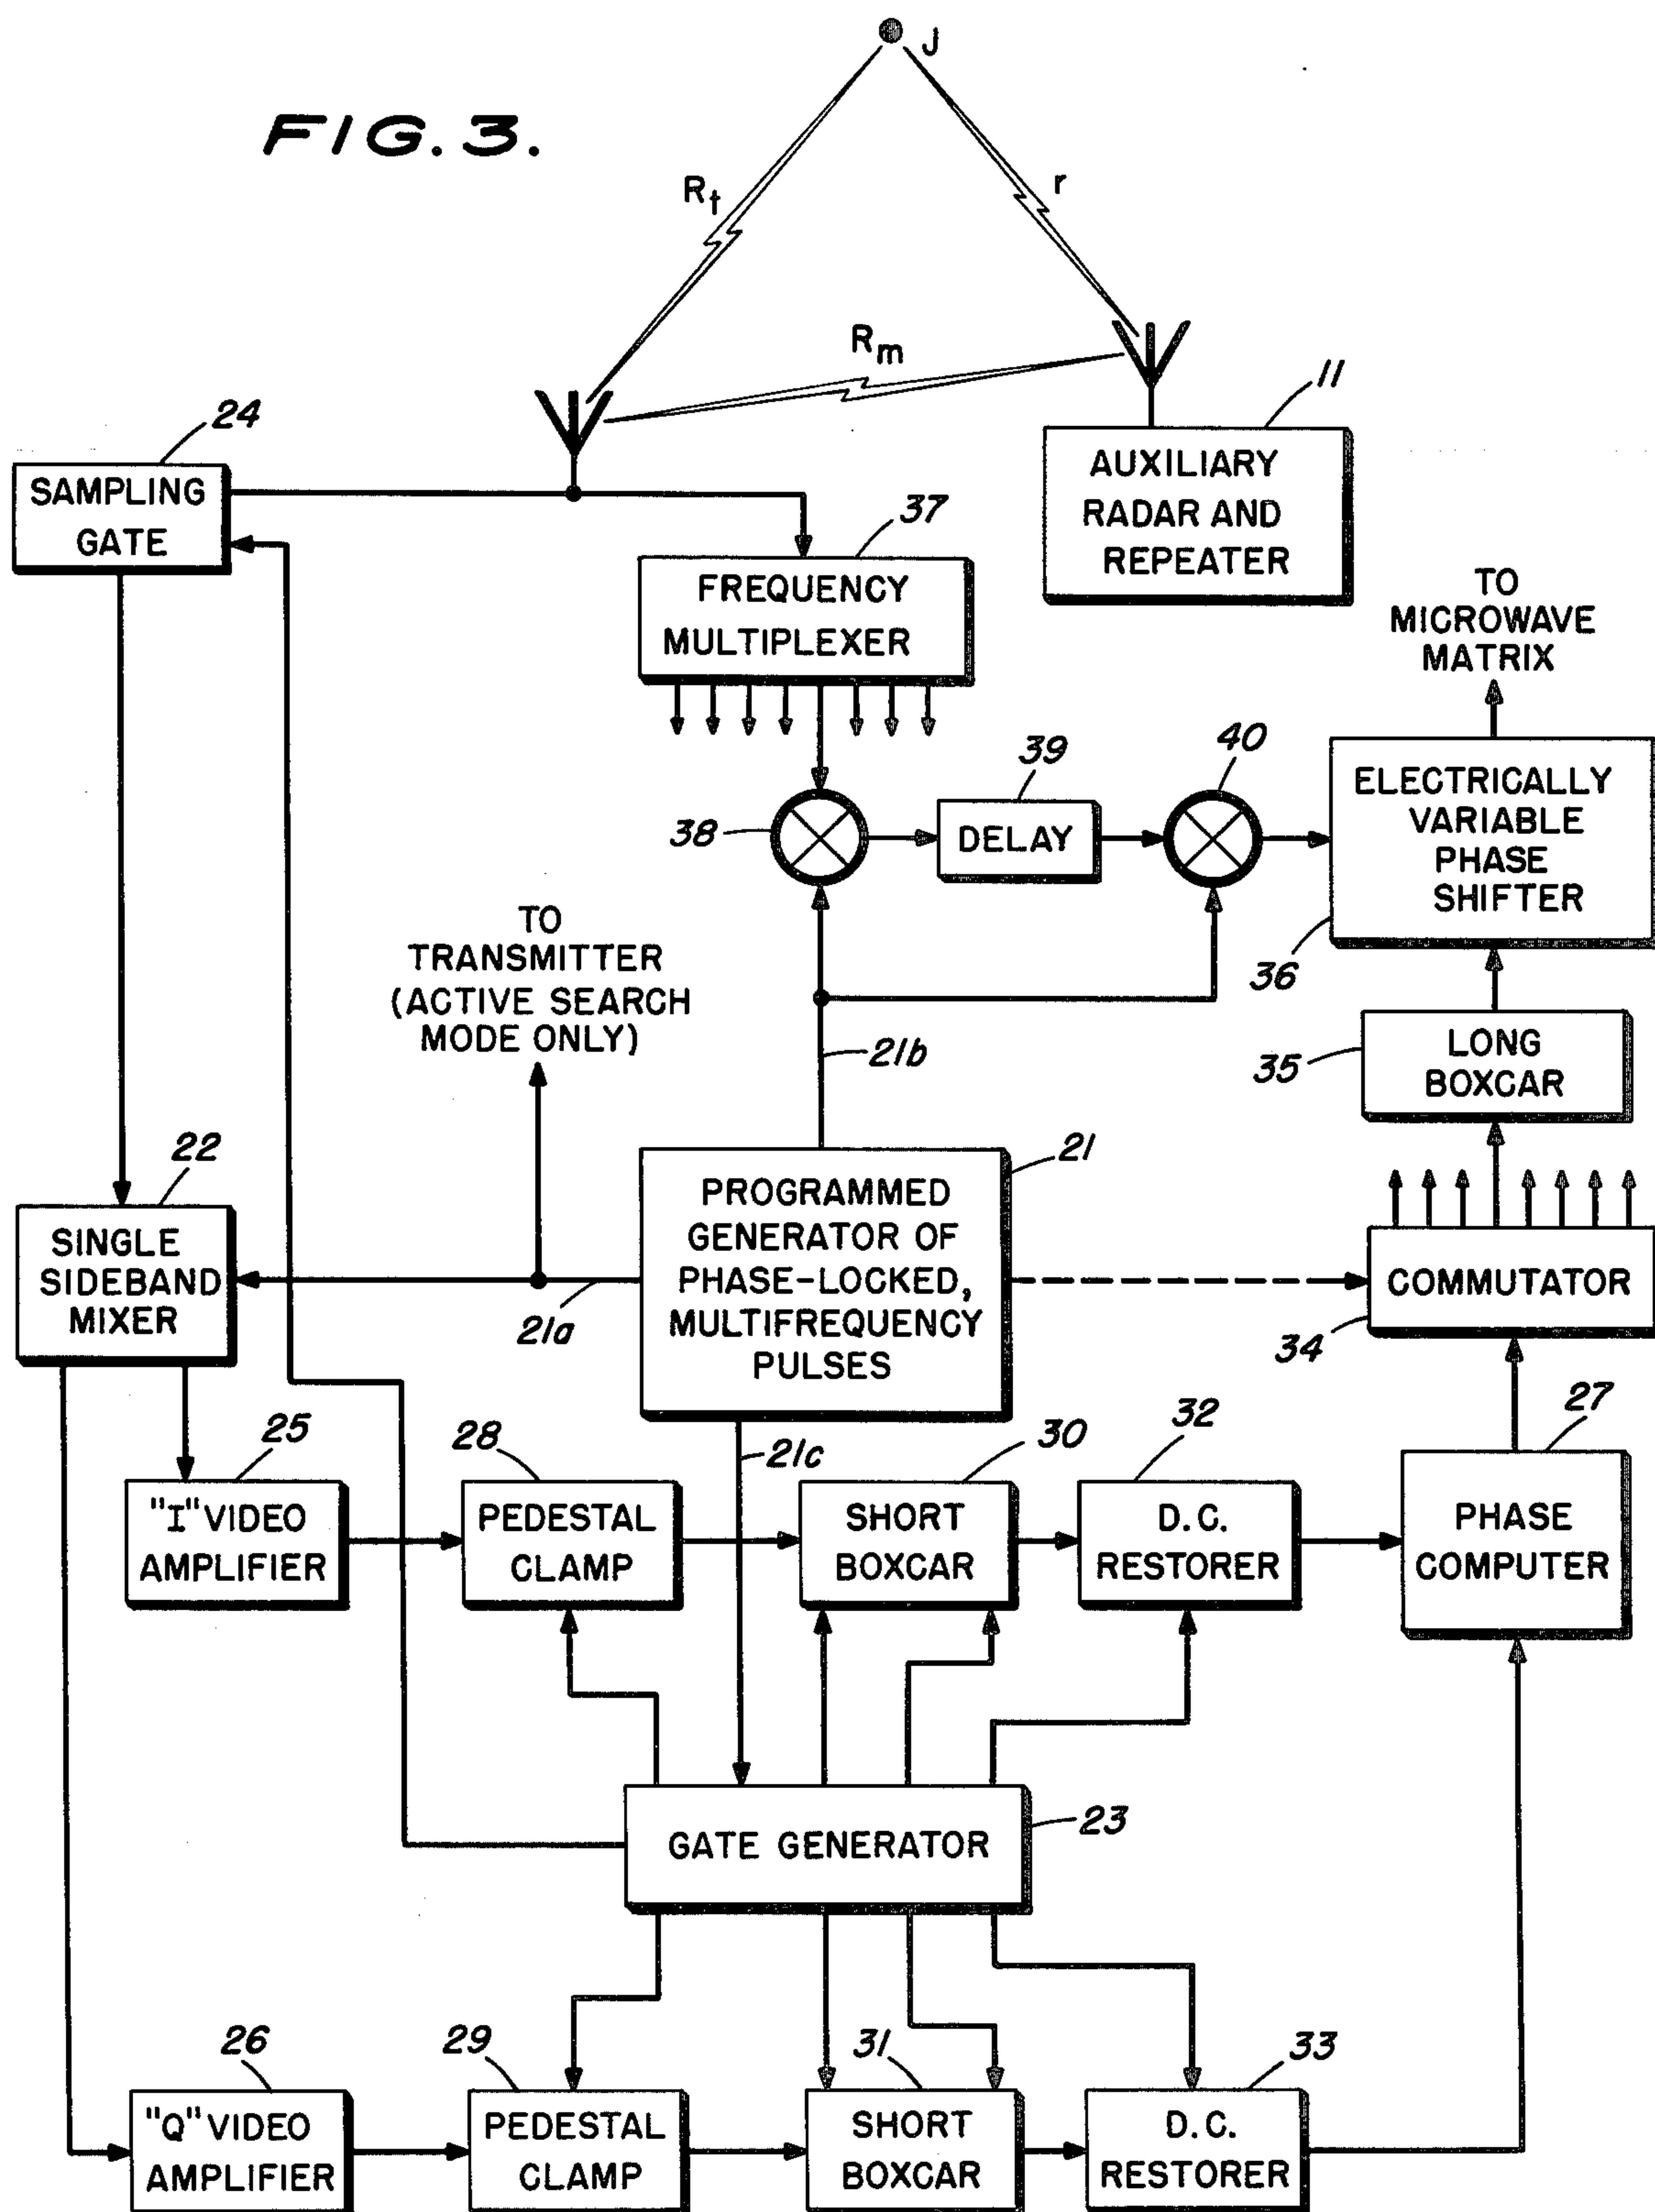 J
FIG. 3.
Rt
r
Rm
11
24
AUXILIARY
RADAR AND
REPEATER
SAMPLING
GATE
37
FREQUENCY
MULTIPLEXER
TO
MICROWAVE
MATRIX
38
39
DELAY
40
ELECTRICALLY
VARIABLE
PHASE
SHIFTER
36
TO
TRANSMITTER
(ACTIVE SEARCH
MODE ONLY)
21b
35
LONG
BOXCAR
22
21
SINGLE
SIDEBAND
MIXER
21a
PROGRAMMED
GENERATOR OF
PHASE-LOCKED,
MULTIFREQUENCY
PULSES
COMMUTATOR
34
25
28
21c
30
32
27
"I" VIDEO
AMPLIFIER
PEDESTAL
CLAMP
SHORT
BOXCAR
D.C.
RESTORER
PHASE
COMPUTER
GATE GENERATOR
23
26
29
31
33
"Q" VIDEO
AMPLIFIER
PEDESTAL
CLAMP
SHORT
BOXCAR
D.C.
RESTORER